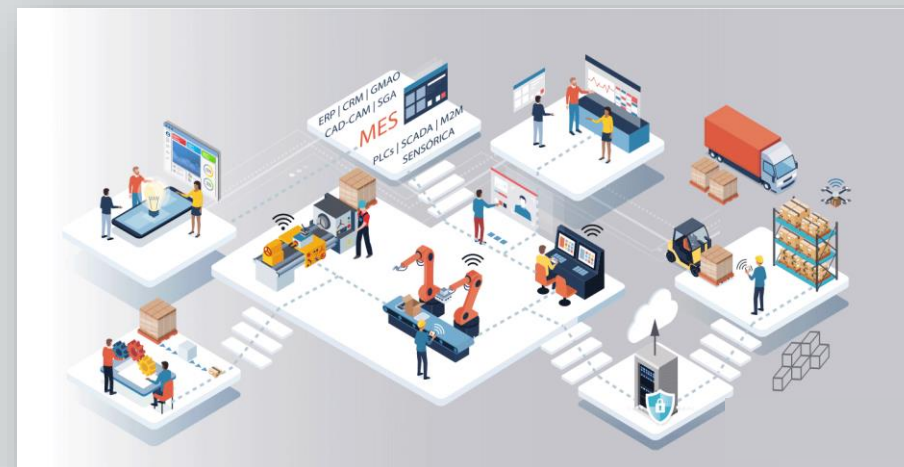 ERP | CRM | GMAO
CAD-CAM | SGA
MES
PLCs | SCADA | M2M
SENSÓRICA